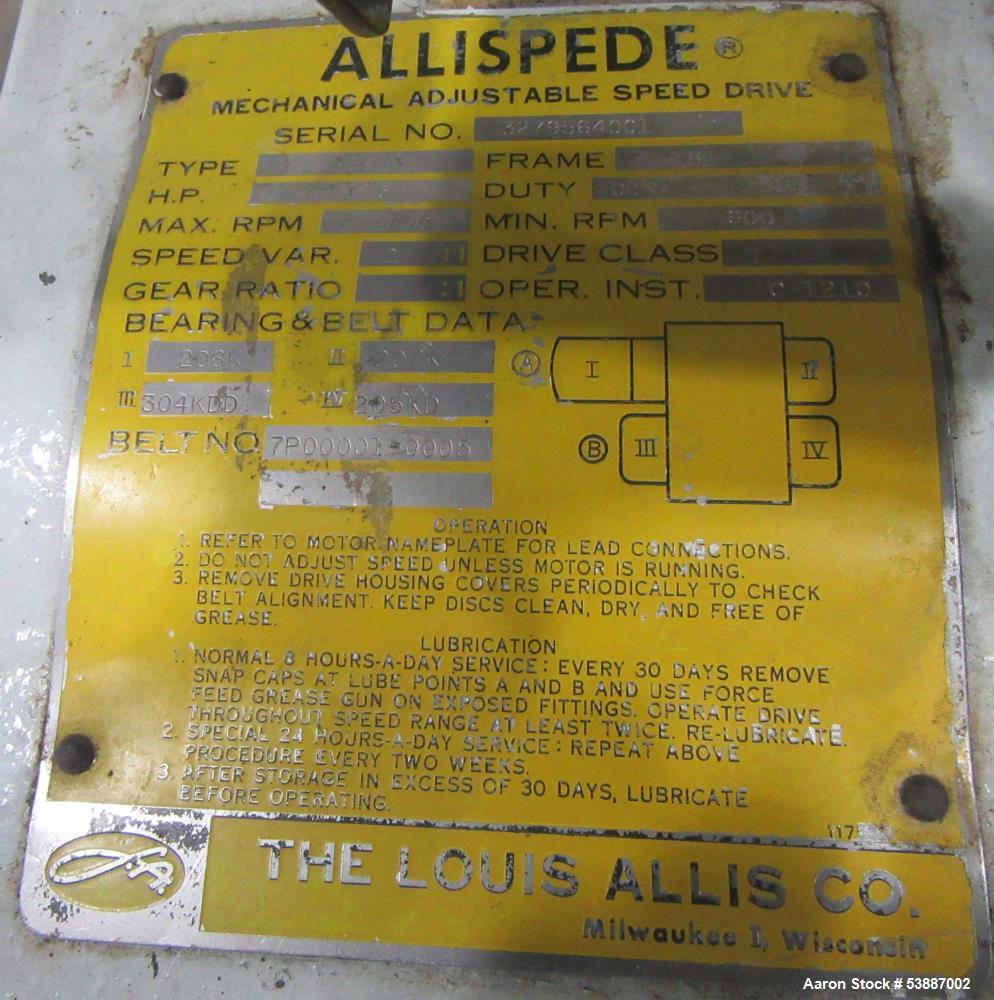 ALLISPEDE ®
MECHANICAL ADJUSTABLE SPEED DRIVE
SERIAL NO.
TYPE FRAME
H.P. DUTY
MAX. RPM MIN. RPM 600
SPEED VAR. 2 :1 DRIVE CLASS
GEAR RATIO :1 OPER. INST. C-1210
BEARING & BELT DATA
I 206K II 207K A I II
III 304KDD IV 205KD
BELT NO 7P00001-0005 B III IV
OPERATION
1. REFER TO MOTOR NAMEPLATE FOR LEAD CONNECTIONS.
2. DO NOT ADJUST SPEED UNLESS MOTOR IS RUNNING.
3. REMOVE DRIVE HOUSING COVERS PERIODICALLY TO CHECK
BELT ALIGNMENT. KEEP DISCS CLEAN, DRY, AND FREE OF
GREASE.
LUBRICATION
1. NORMAL 8 HOURS-A-DAY SERVICE: EVERY 30 DAYS REMOVE
SNAP CAPS AT LUBE POINTS A AND B AND USE FORCE
FEED GREASE GUN ON EXPOSED FITTINGS. OPERATE DRIVE
THROUGHOUT SPEED RANGE AT LEAST TWICE. RE-LUBRICATE.
2. SPECIAL 24 HOURS-A-DAY SERVICE: REPEAT ABOVE
PROCEDURE EVERY TWO WEEKS.
3. AFTER STORAGE IN EXCESS OF 30 DAYS, LUBRICATE
BEFORE OPERATING.
THE LOUIS ALLIS CO.
Milwaukee 1, Wisconsin
Aaron Stock # 53887002